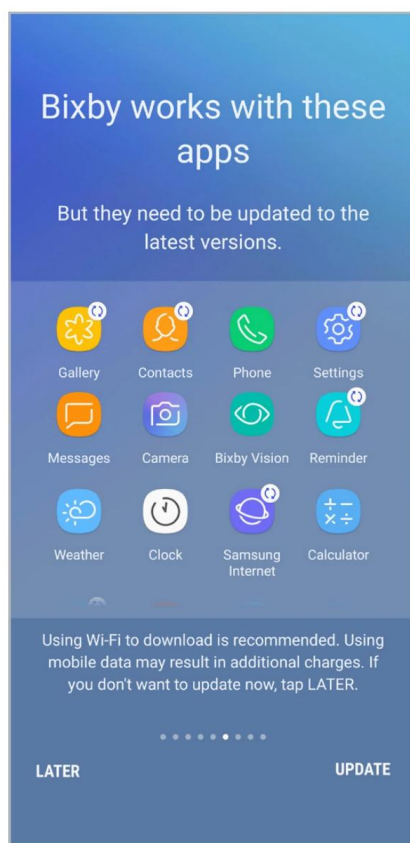 Bixby works with these
apps
But they need to be updated to the
latest versions.
Gallery Contacts Phone Settings
Messages Camera Bixby Vision Reminder
Weather Clock Samsung Internet Calculator
Using Wi-Fi to download is recommended. Using
mobile data may result in additional charges. If
you don't want to update now, tap LATER.
LATER UPDATE